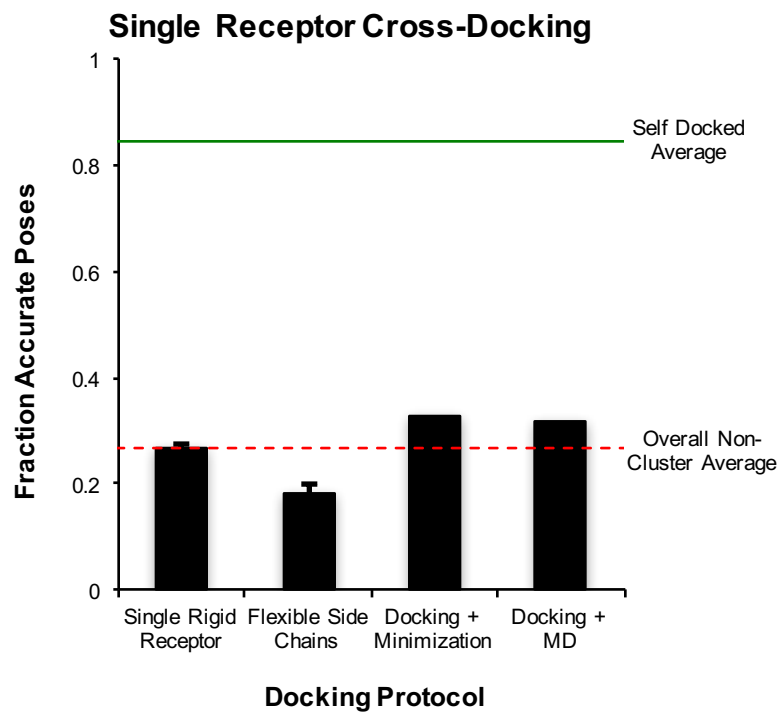 Single Receptor Cross-Docking
1
0.8
0.6
0.4
0.2
0
Fraction Accurate Poses
Self Docked
Average
Overall Non-
Cluster Average
Single Rigid
Receptor
Flexible Side
Chains
Docking +
Minimization
Docking +
MD
Docking Protocol